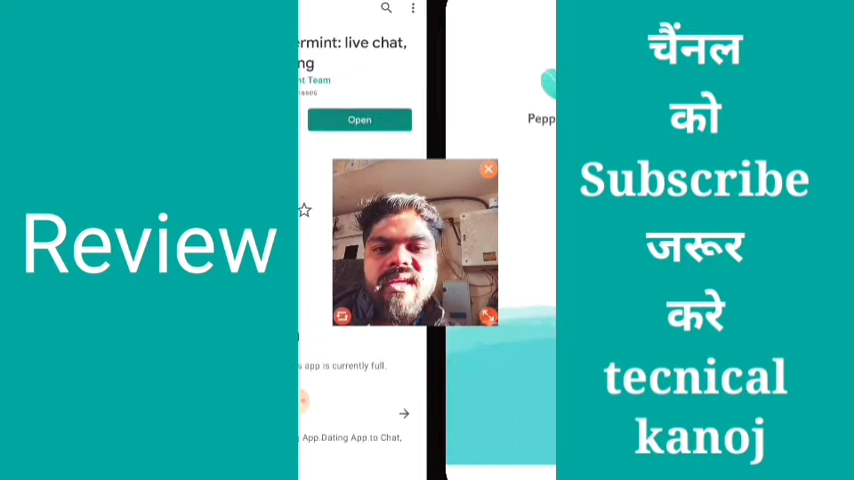 Review
ermint: live chat,
ng
nt Team
ases
Open
s app is currently full.
App.Dating App to Chat,
Pepp
चैंनल
को
Subscribe
जरूर
करे
tecnical
kanoj